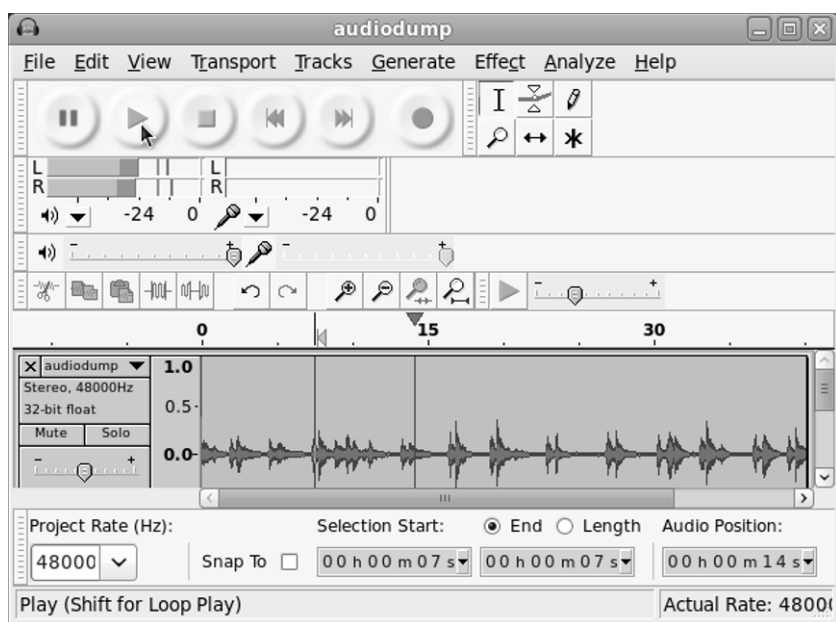 audiodump
File Edit View Transport Tracks Generate Effect Analyze Help
L L
R R
-24 0 -24 0
- + - +
- +
0 15 30
audiodump 1.0
Stereo, 48000Hz
32-bit float 0.5
Mute Solo
- + 0.0
Project Rate (Hz): Selection Start: End Length Audio Position:
48000 Snap To 00 h 00 m 07 s 00 h 00 m 07 s 00 h 00 m 14 s
Play (Shift for Loop Play) Actual Rate: 4800